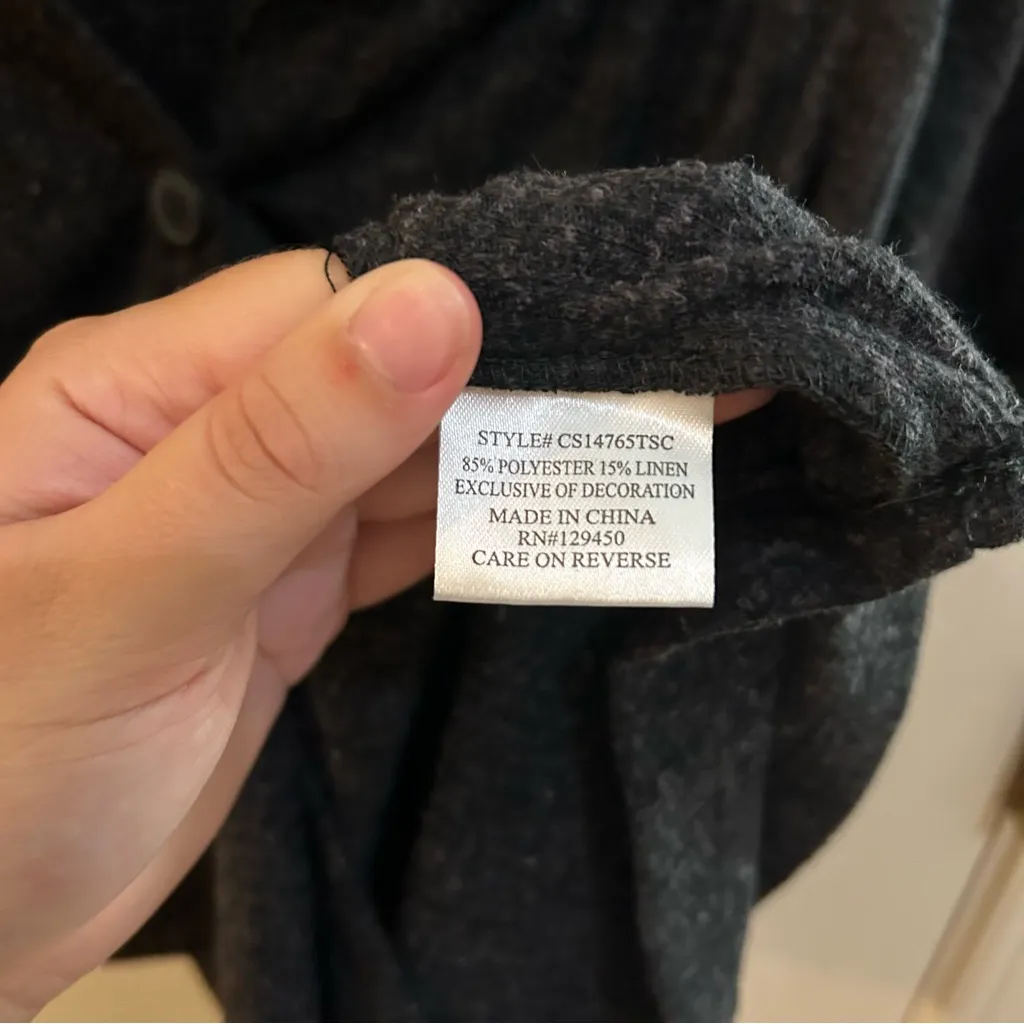 STYLE# CS14765TSC
85% POLYESTER 15% LINEN
EXCLUSIVE OF DECORATION
MADE IN CHINA
RN#129450
CARE ON REVERSE